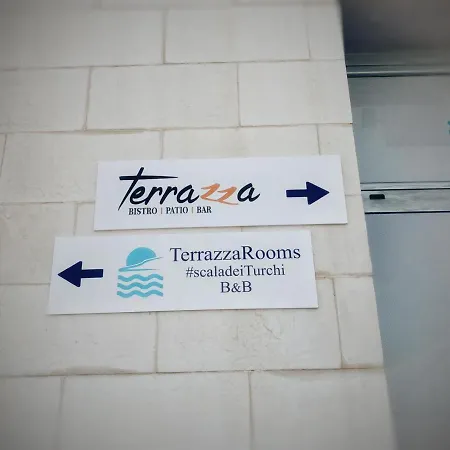 terrazza
BISTRO | PATIO | BAR
TerrazzaRooms
#scaladeiTurchi
B&B